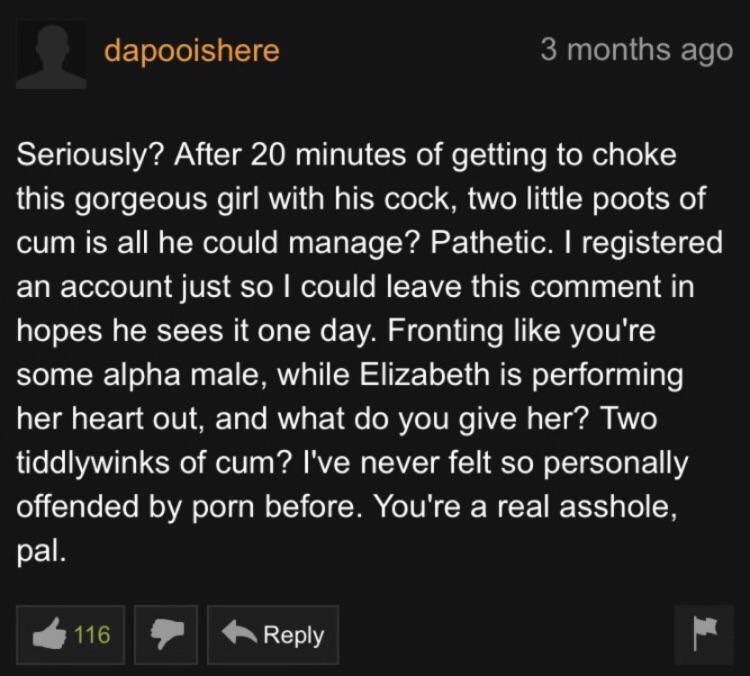 dapooishere
3 months ago
Seriously? After 20 minutes of getting to choke
this gorgeous girl with his cock, two little poots of
cum is all he could manage? Pathetic. I registered
an account just so I could leave this comment in
hopes he sees it one day. Fronting like you're
some alpha male, while Elizabeth is performing
her heart out, and what do you give her? Two
tiddlywinks of cum? I've never felt so personally
offended by porn before. You're a real asshole,
pal.
116
Reply